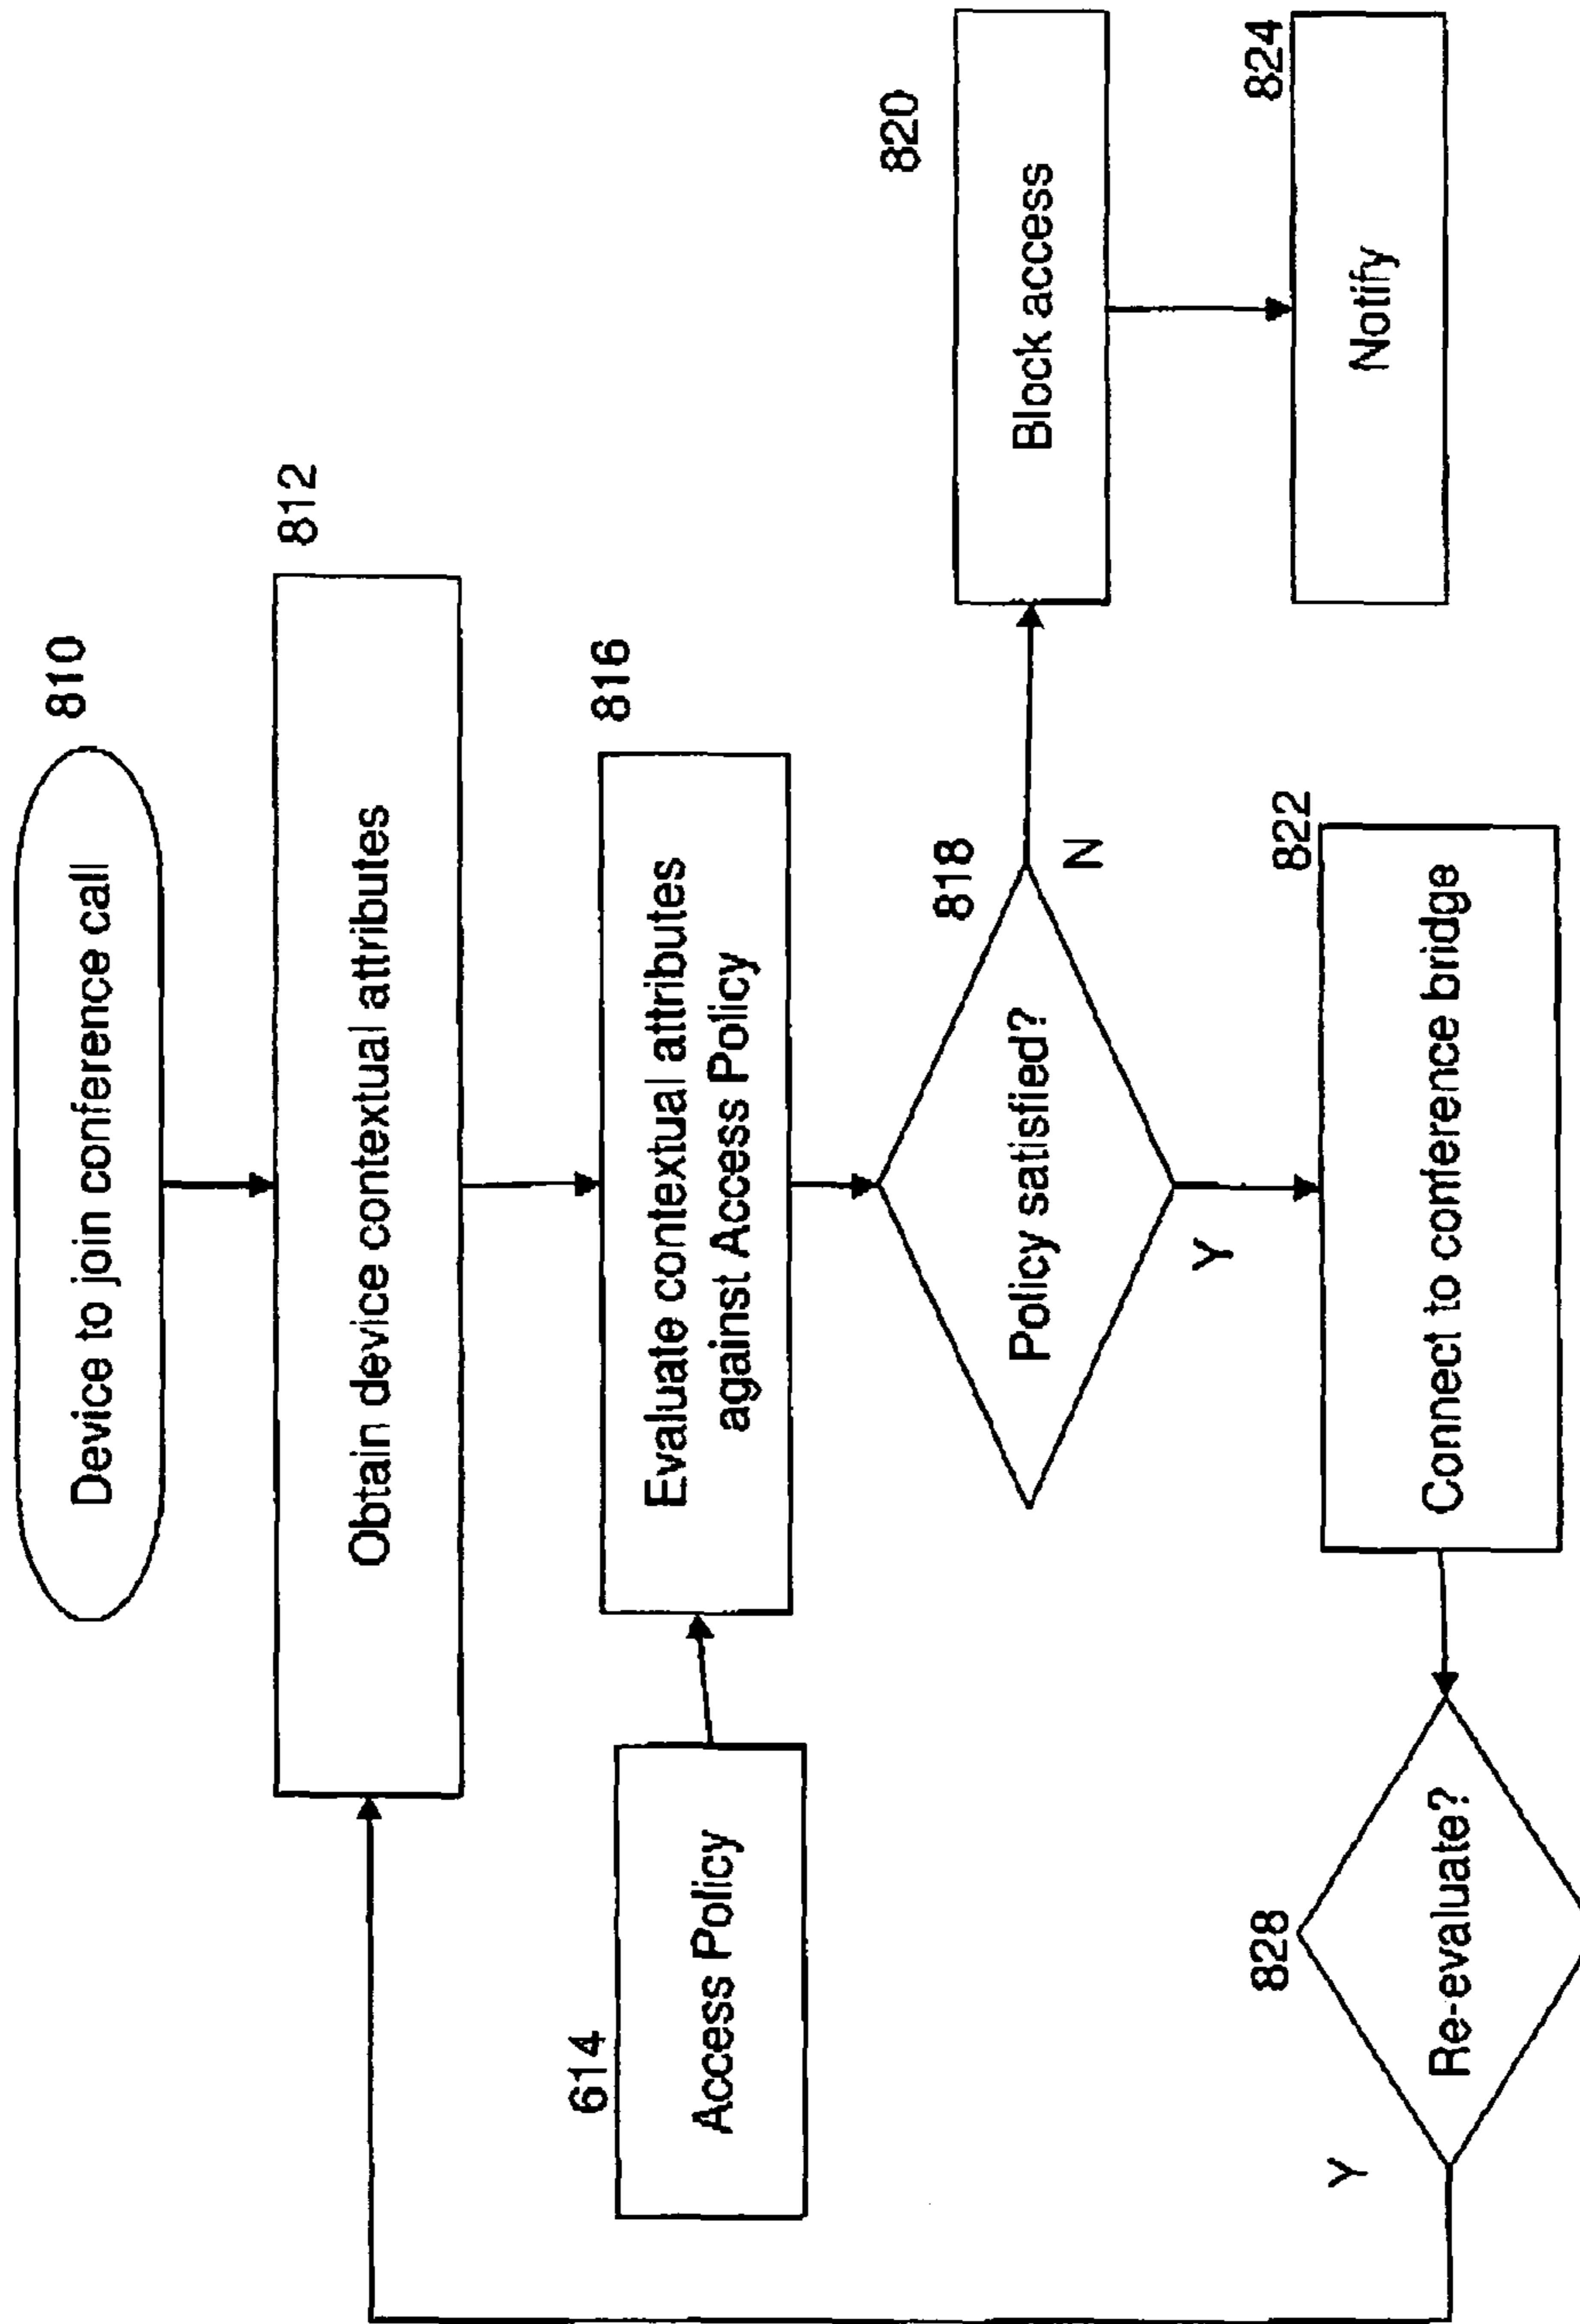 810
Device to join conference call
812
Obtain device contextual attributes
816
Evaluate contextual attributes
against Access Policy
614
Access Policy
818
Policy satisfied?
N
Y
820
Block access
824
Notify
822
Connect to conference bridge
828
Re-evaluate?
Y